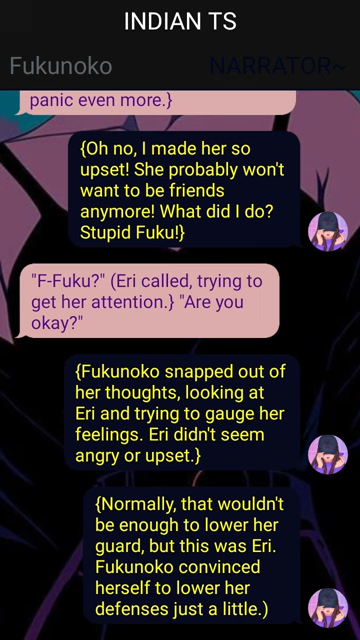 INDIAN TS
Fukunoko
NARRATOR~
panic even more.}
{Oh no, I made her so
upset! She probably won't
want to be friends
anymore! What did I do?
Stupid Fuku!}
"F-Fuku?" (Eri called, trying to
get her attention.} "Are you
okay?"
{Fukunoko snapped out of
her thoughts, looking at
Eri and trying to gauge her
feelings. Eri didn't seem
angry or upset.}
{Normally, that wouldn't
be enough to lower her
guard, but this was Eri.
Fukunoko convinced
herself to lower her
defenses just a little.)